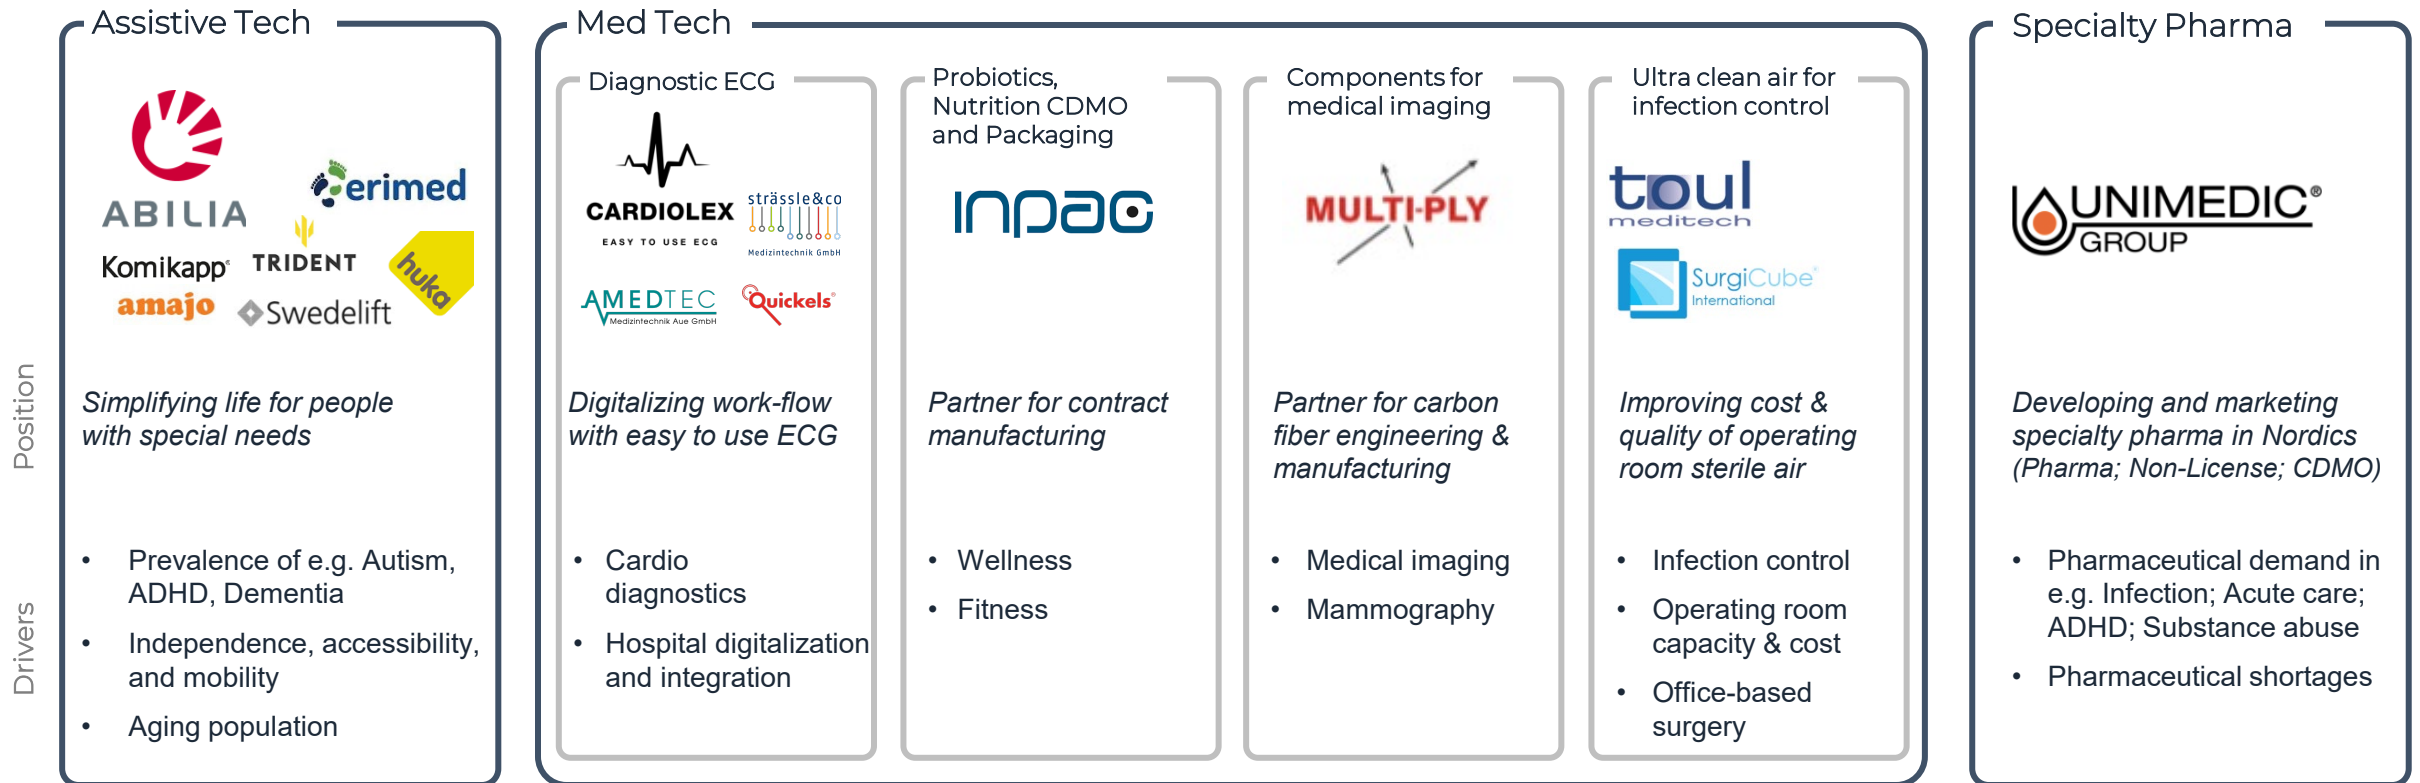 Assistive Tech
ABILIA
erimed
Komikapp®
TRIDENT
huka
amajo
Swedelift
Position
Simplifying life for people
with special needs
Drivers
• Prevalence of e.g. Autism,
ADHD, Dementia
• Independence, accessibility,
and mobility
• Aging population
Med Tech
Diagnostic ECG
CARDIOLEX
EASY TO USE ECG
strässle&co
Medizintechnik GmbH
AMEDTEC
Medizintechnik Aue GmbH
Quickels®
Digitalizing work-flow
with easy to use ECG
• Cardio
diagnostics
• Hospital digitalization
and integration
Probiotics,
Nutrition CDMO
and Packaging
inpac
Partner for contract
manufacturing
• Wellness
• Fitness
Components for
medical imaging
MULTI-PLY
Partner for carbon
fiber engineering &
manufacturing
• Medical imaging
• Mammography
Ultra clean air for
infection control
toul
meditech
SurgiCube®
International
Improving cost &
quality of operating
room sterile air
• Infection control
• Operating room
capacity & cost
• Office-based
surgery
Specialty Pharma
UNIMEDIC®
GROUP
Developing and marketing
specialty pharma in Nordics
(Pharma; Non-License; CDMO)
• Pharmaceutical demand in
e.g. Infection; Acute care;
ADHD; Substance abuse
• Pharmaceutical shortages